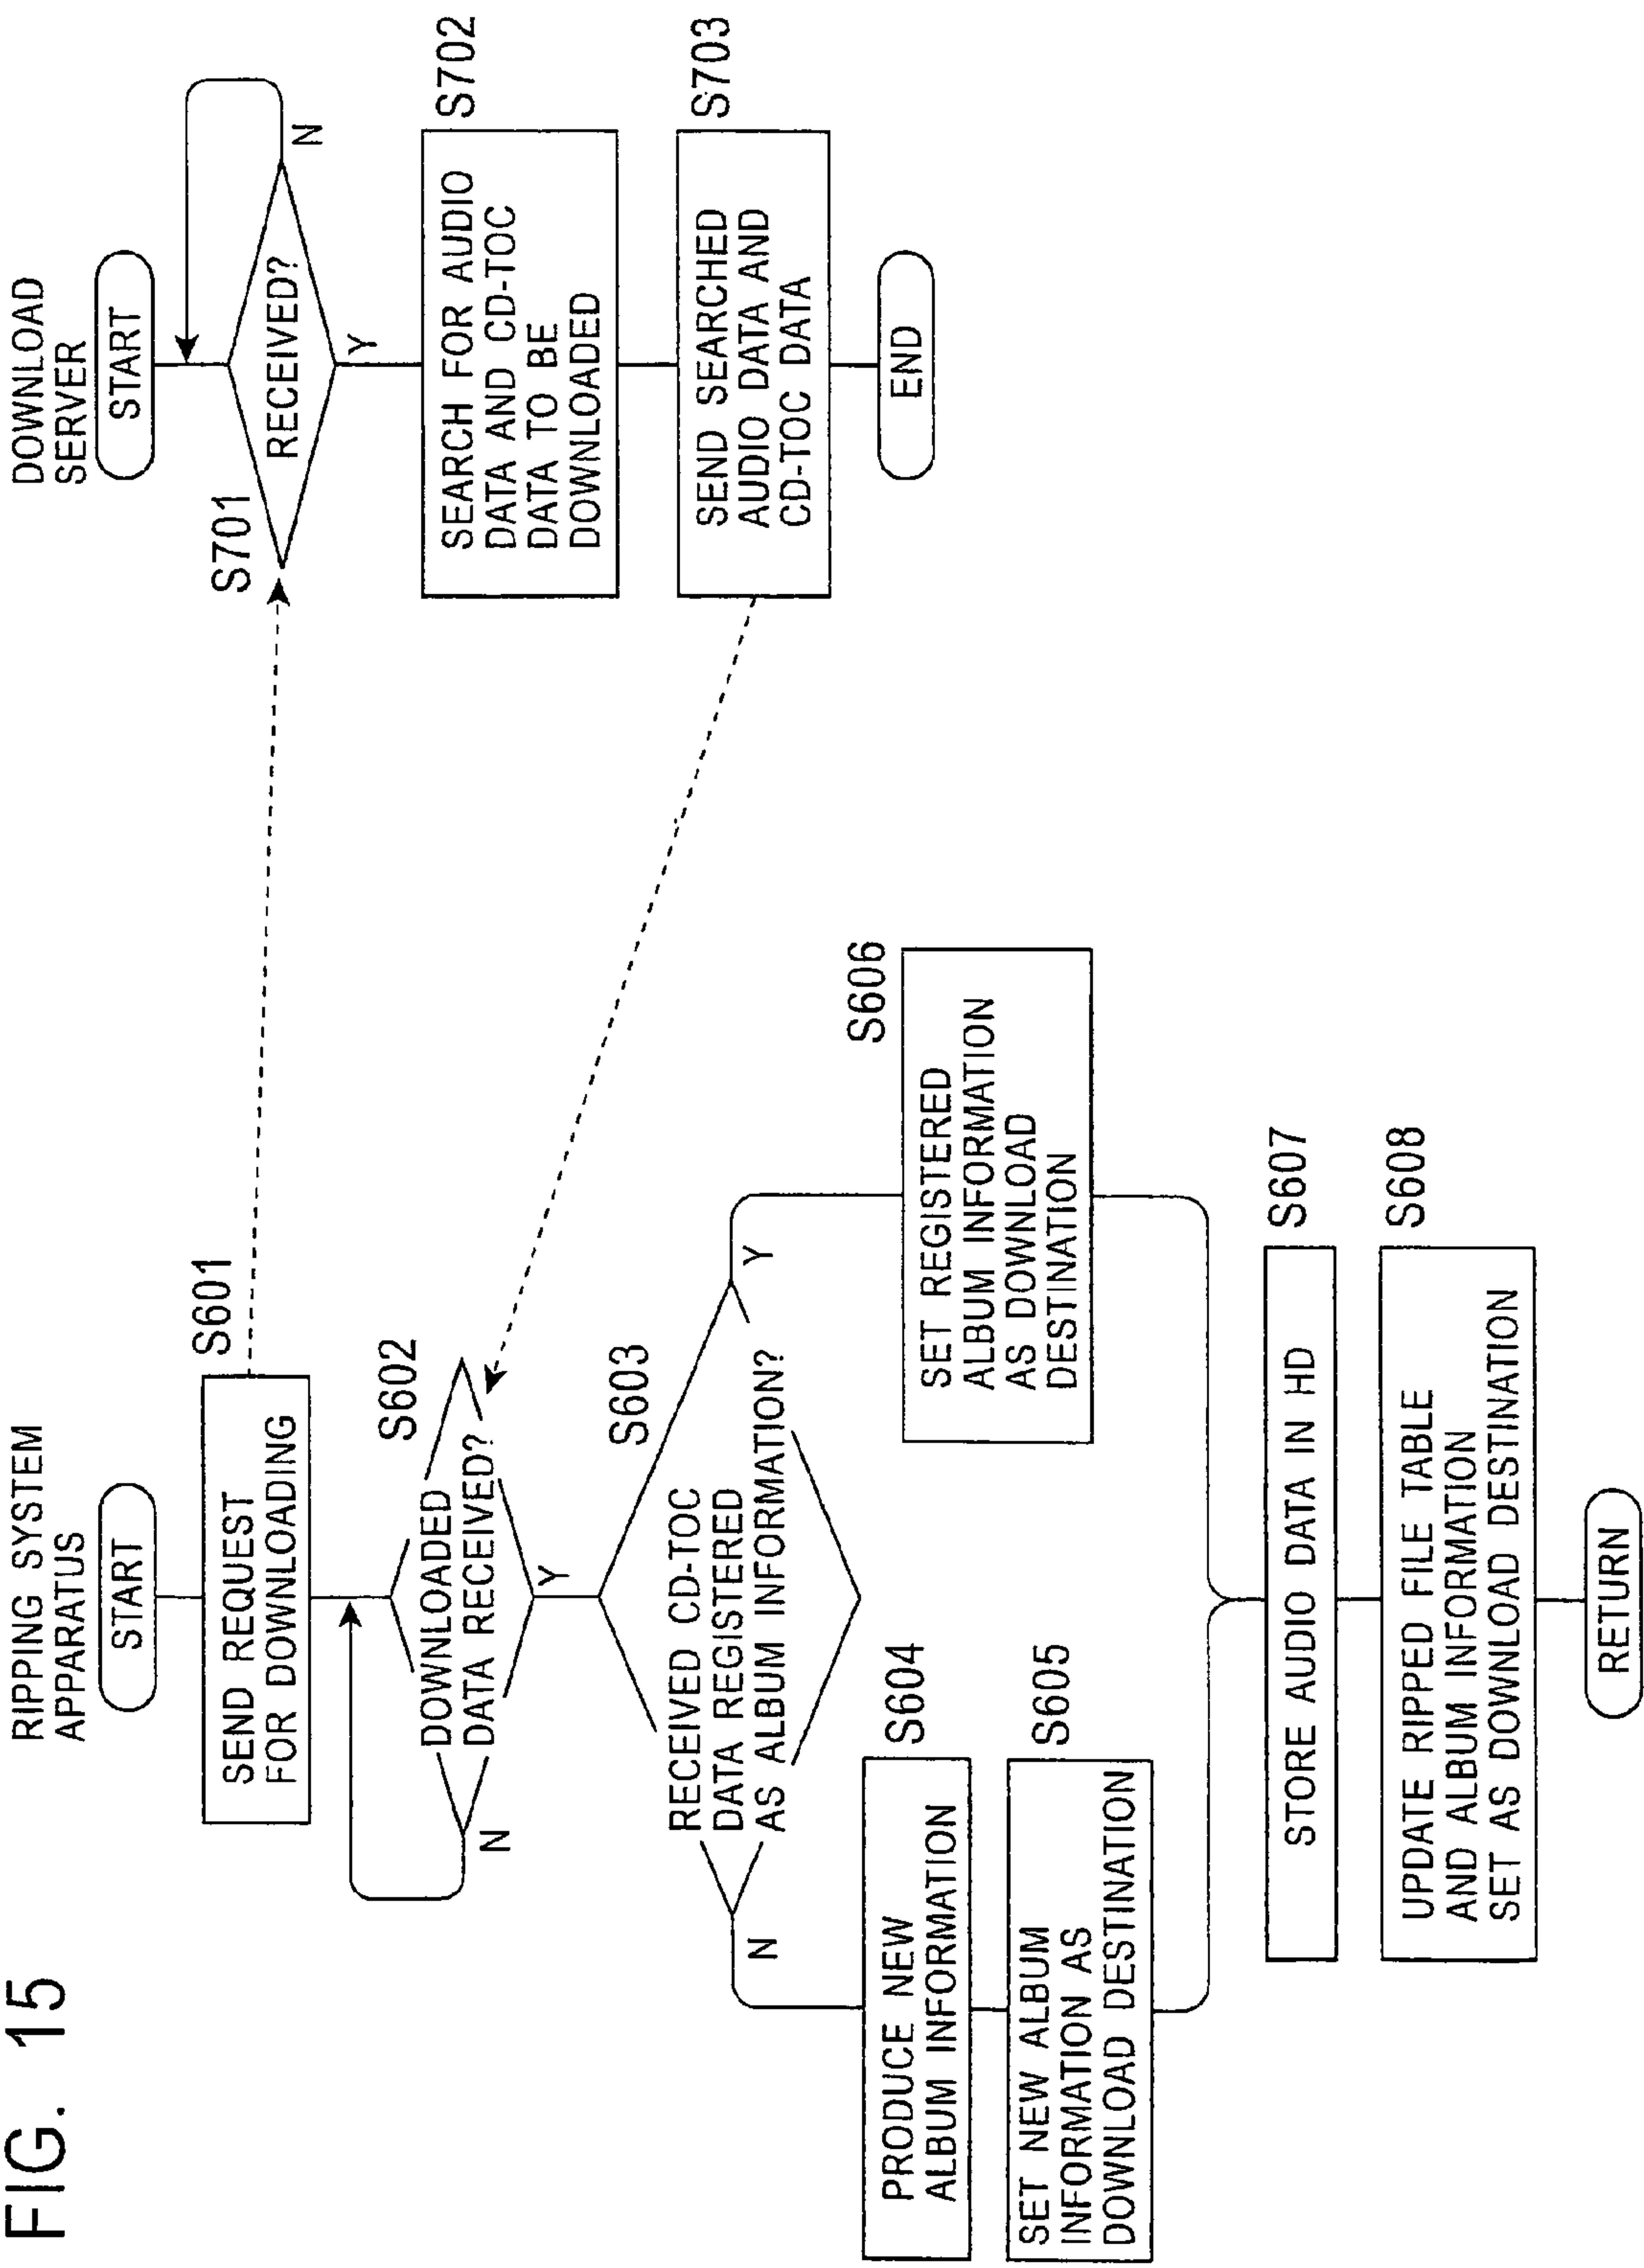 FIG. 15
RIPPING SYSTEM
APPARATUS
START
S601
SEND REQUEST
FOR DOWNLOADING
S602
DOWNLOADED
DATA RECEIVED?
N
Y
S603
RECEIVED CD-TOC
DATA REGISTERED
AS ALBUM INFORMATION?
N
Y
S604
PRODUCE NEW
ALBUM INFORMATION
S605
SET NEW ALBUM
INFORMATION AS
DOWNLOAD DESTINATION
S606
SET REGISTERED
ALBUM INFORMATION
AS DOWNLOAD
DESTINATION
S607
STORE AUDIO DATA IN HD
S608
UPDATE RIPPED FILE TABLE
AND ALBUM INFORMATION
SET AS DOWNLOAD DESTINATION
RETURN
DOWNLOAD
SERVER
START
S701
RECEIVED?
N
Y
S702
SEARCH FOR AUDIO
DATA AND CD-TOC
DATA TO BE
DOWNLOADED
S703
SEND SEARCHED
AUDIO DATA AND
CD-TOC DATA
END